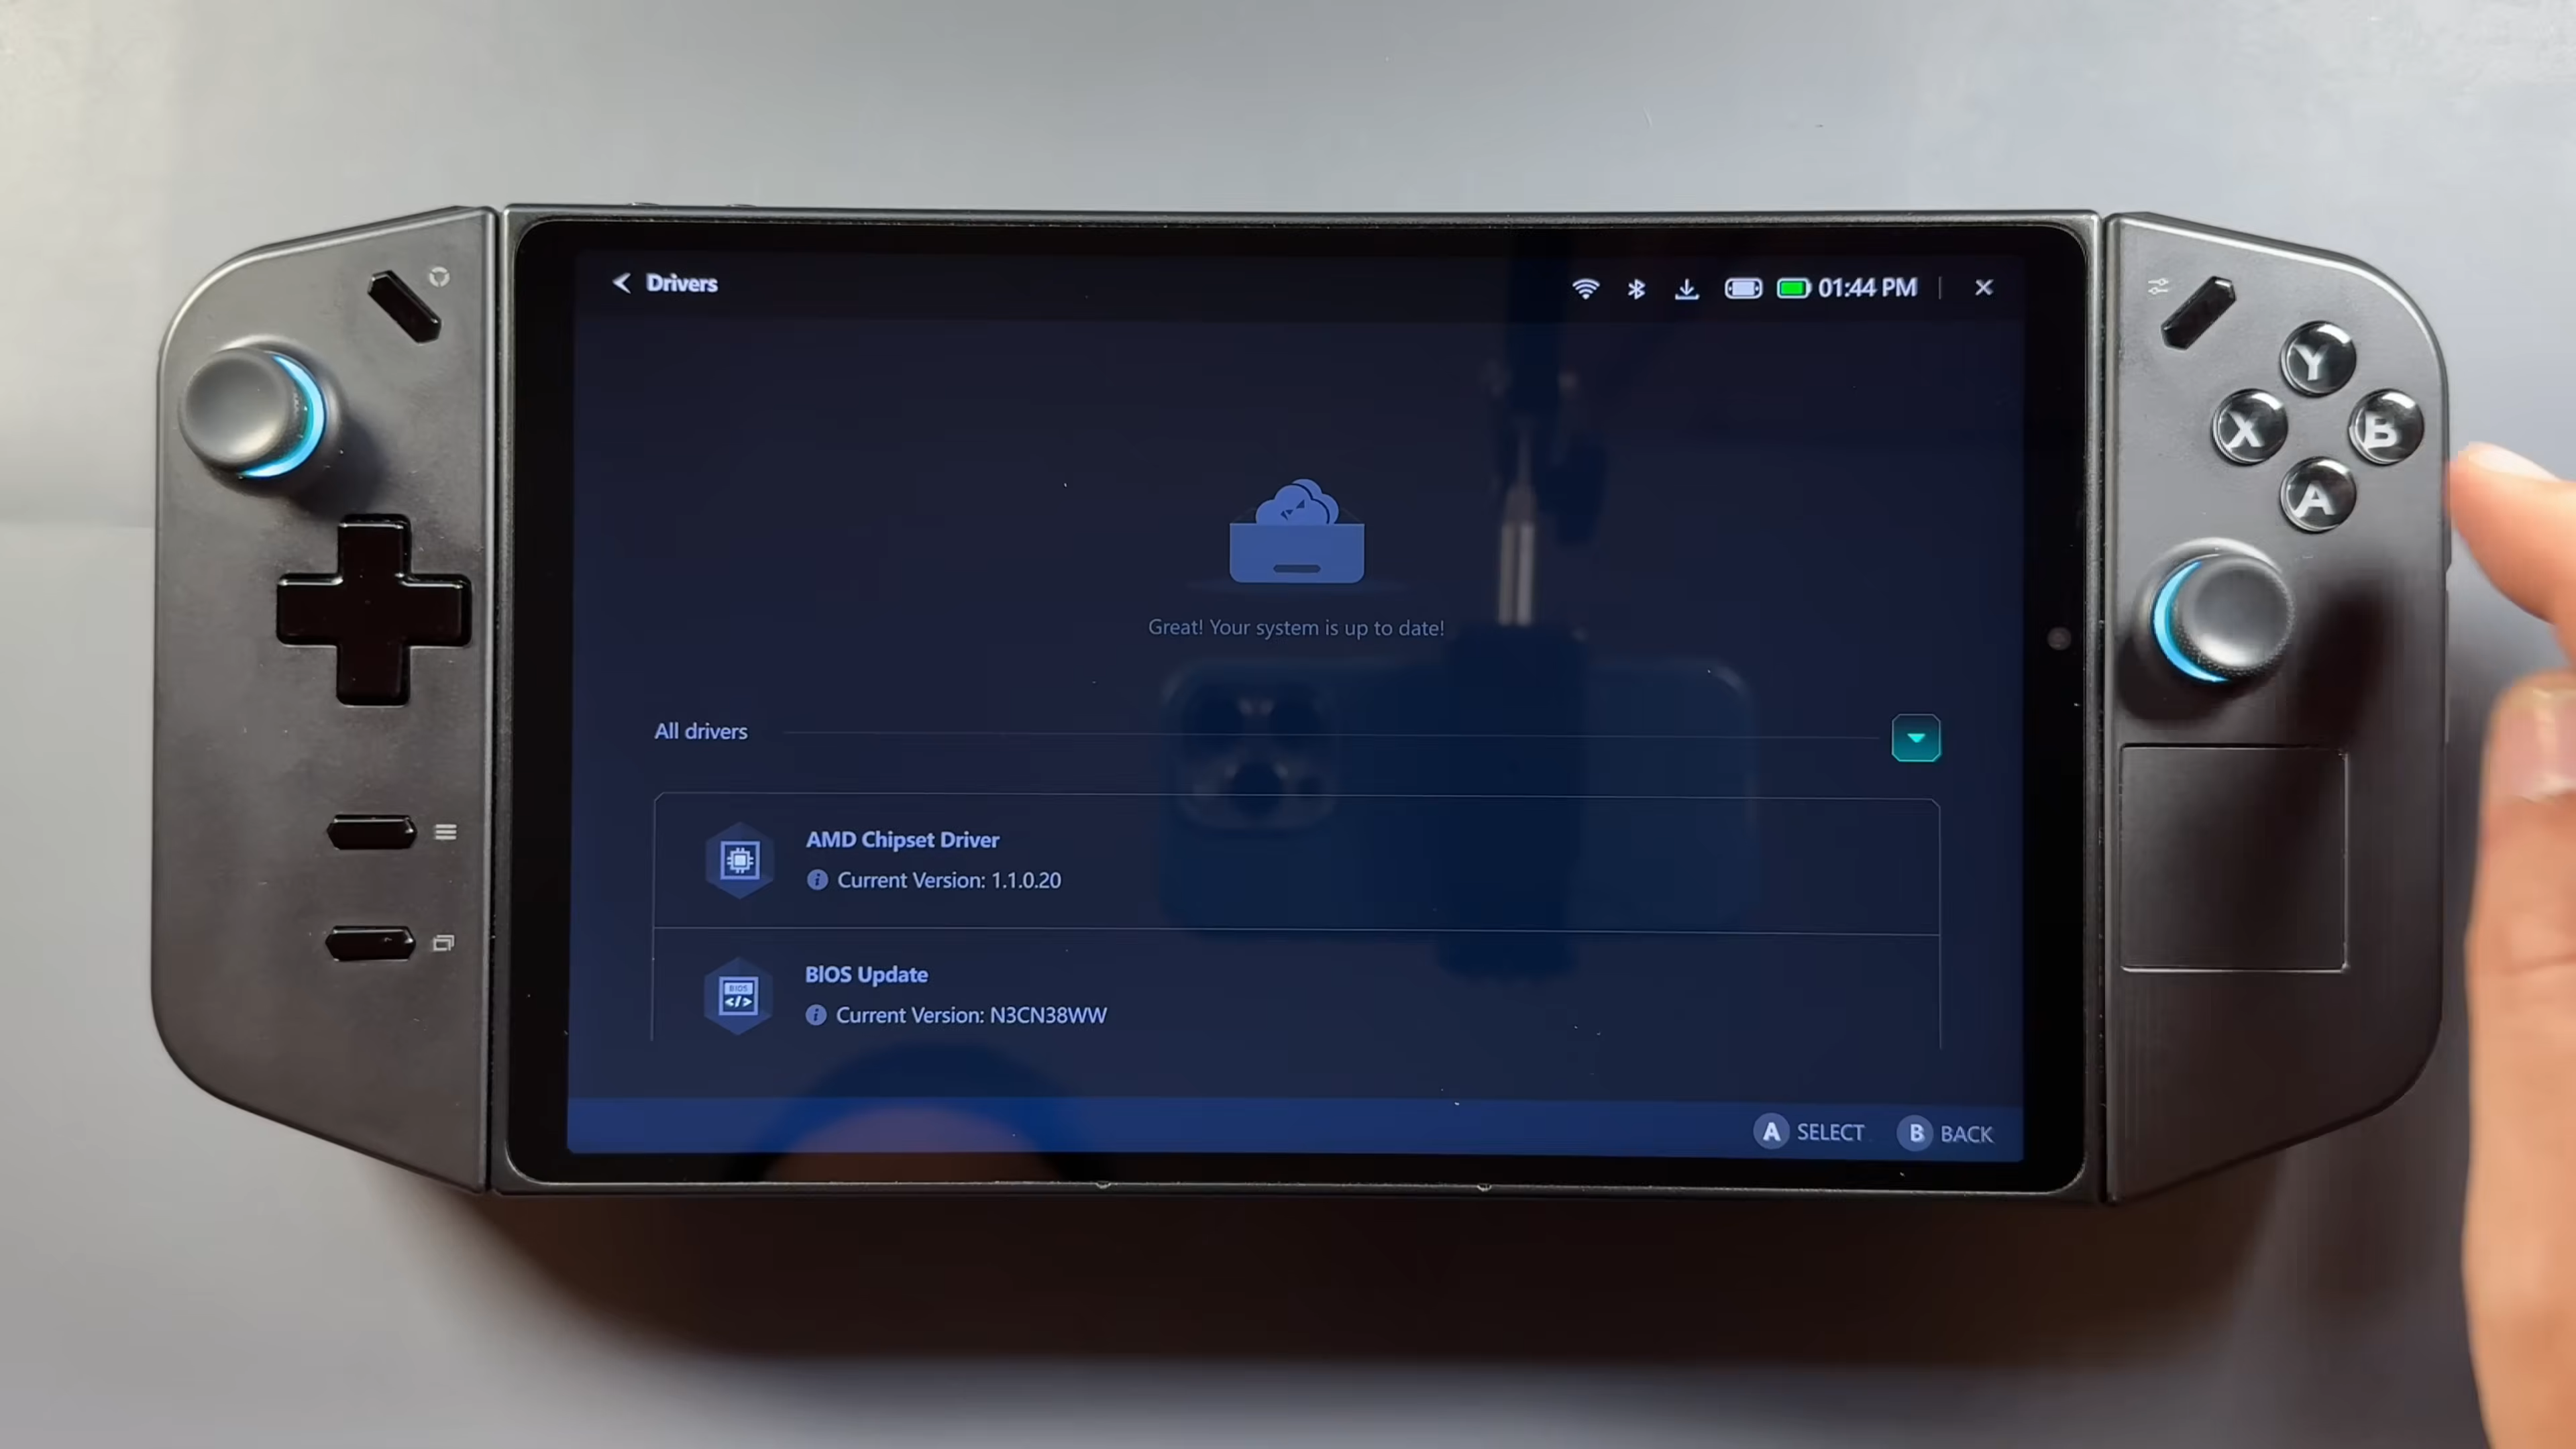 Drivers
01:44 PM
Great! Your system is up to date!
All drivers
AMD Chipset Driver
Current Version: 1.1.0.20
BIOS
BIOS Update
Current Version: N3CN38WW
A SELECT B BACK
Y
X
B
A